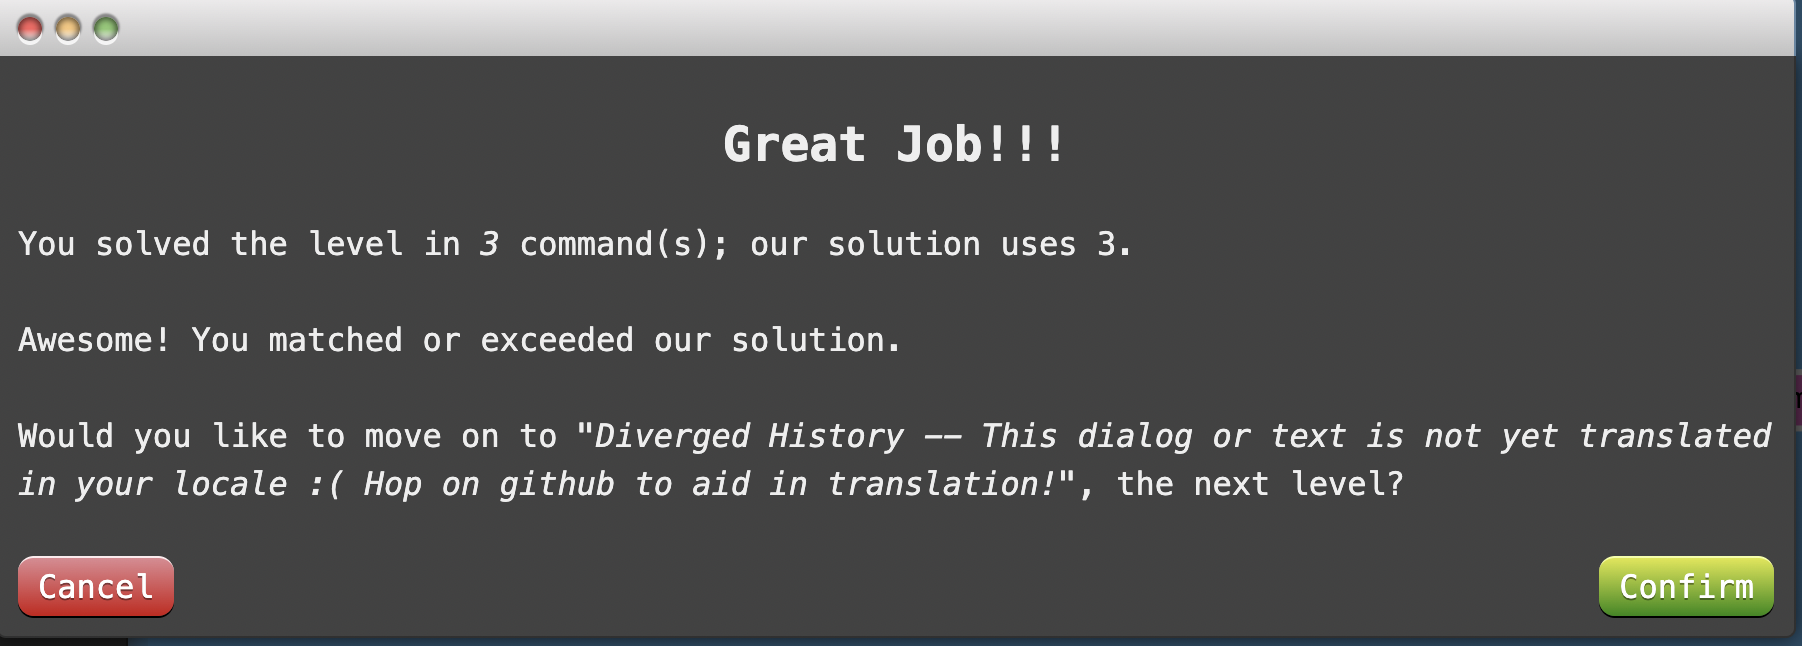 Great Job!!!
You solved the level in 3 command(s); our solution uses 3.
Awesome! You matched or exceeded our solution.
Would you like to move on to "Diverged History -- This dialog or text is not yet translated
in your locale :( Hop on github to aid in translation!", the next level?
Cancel
Confirm